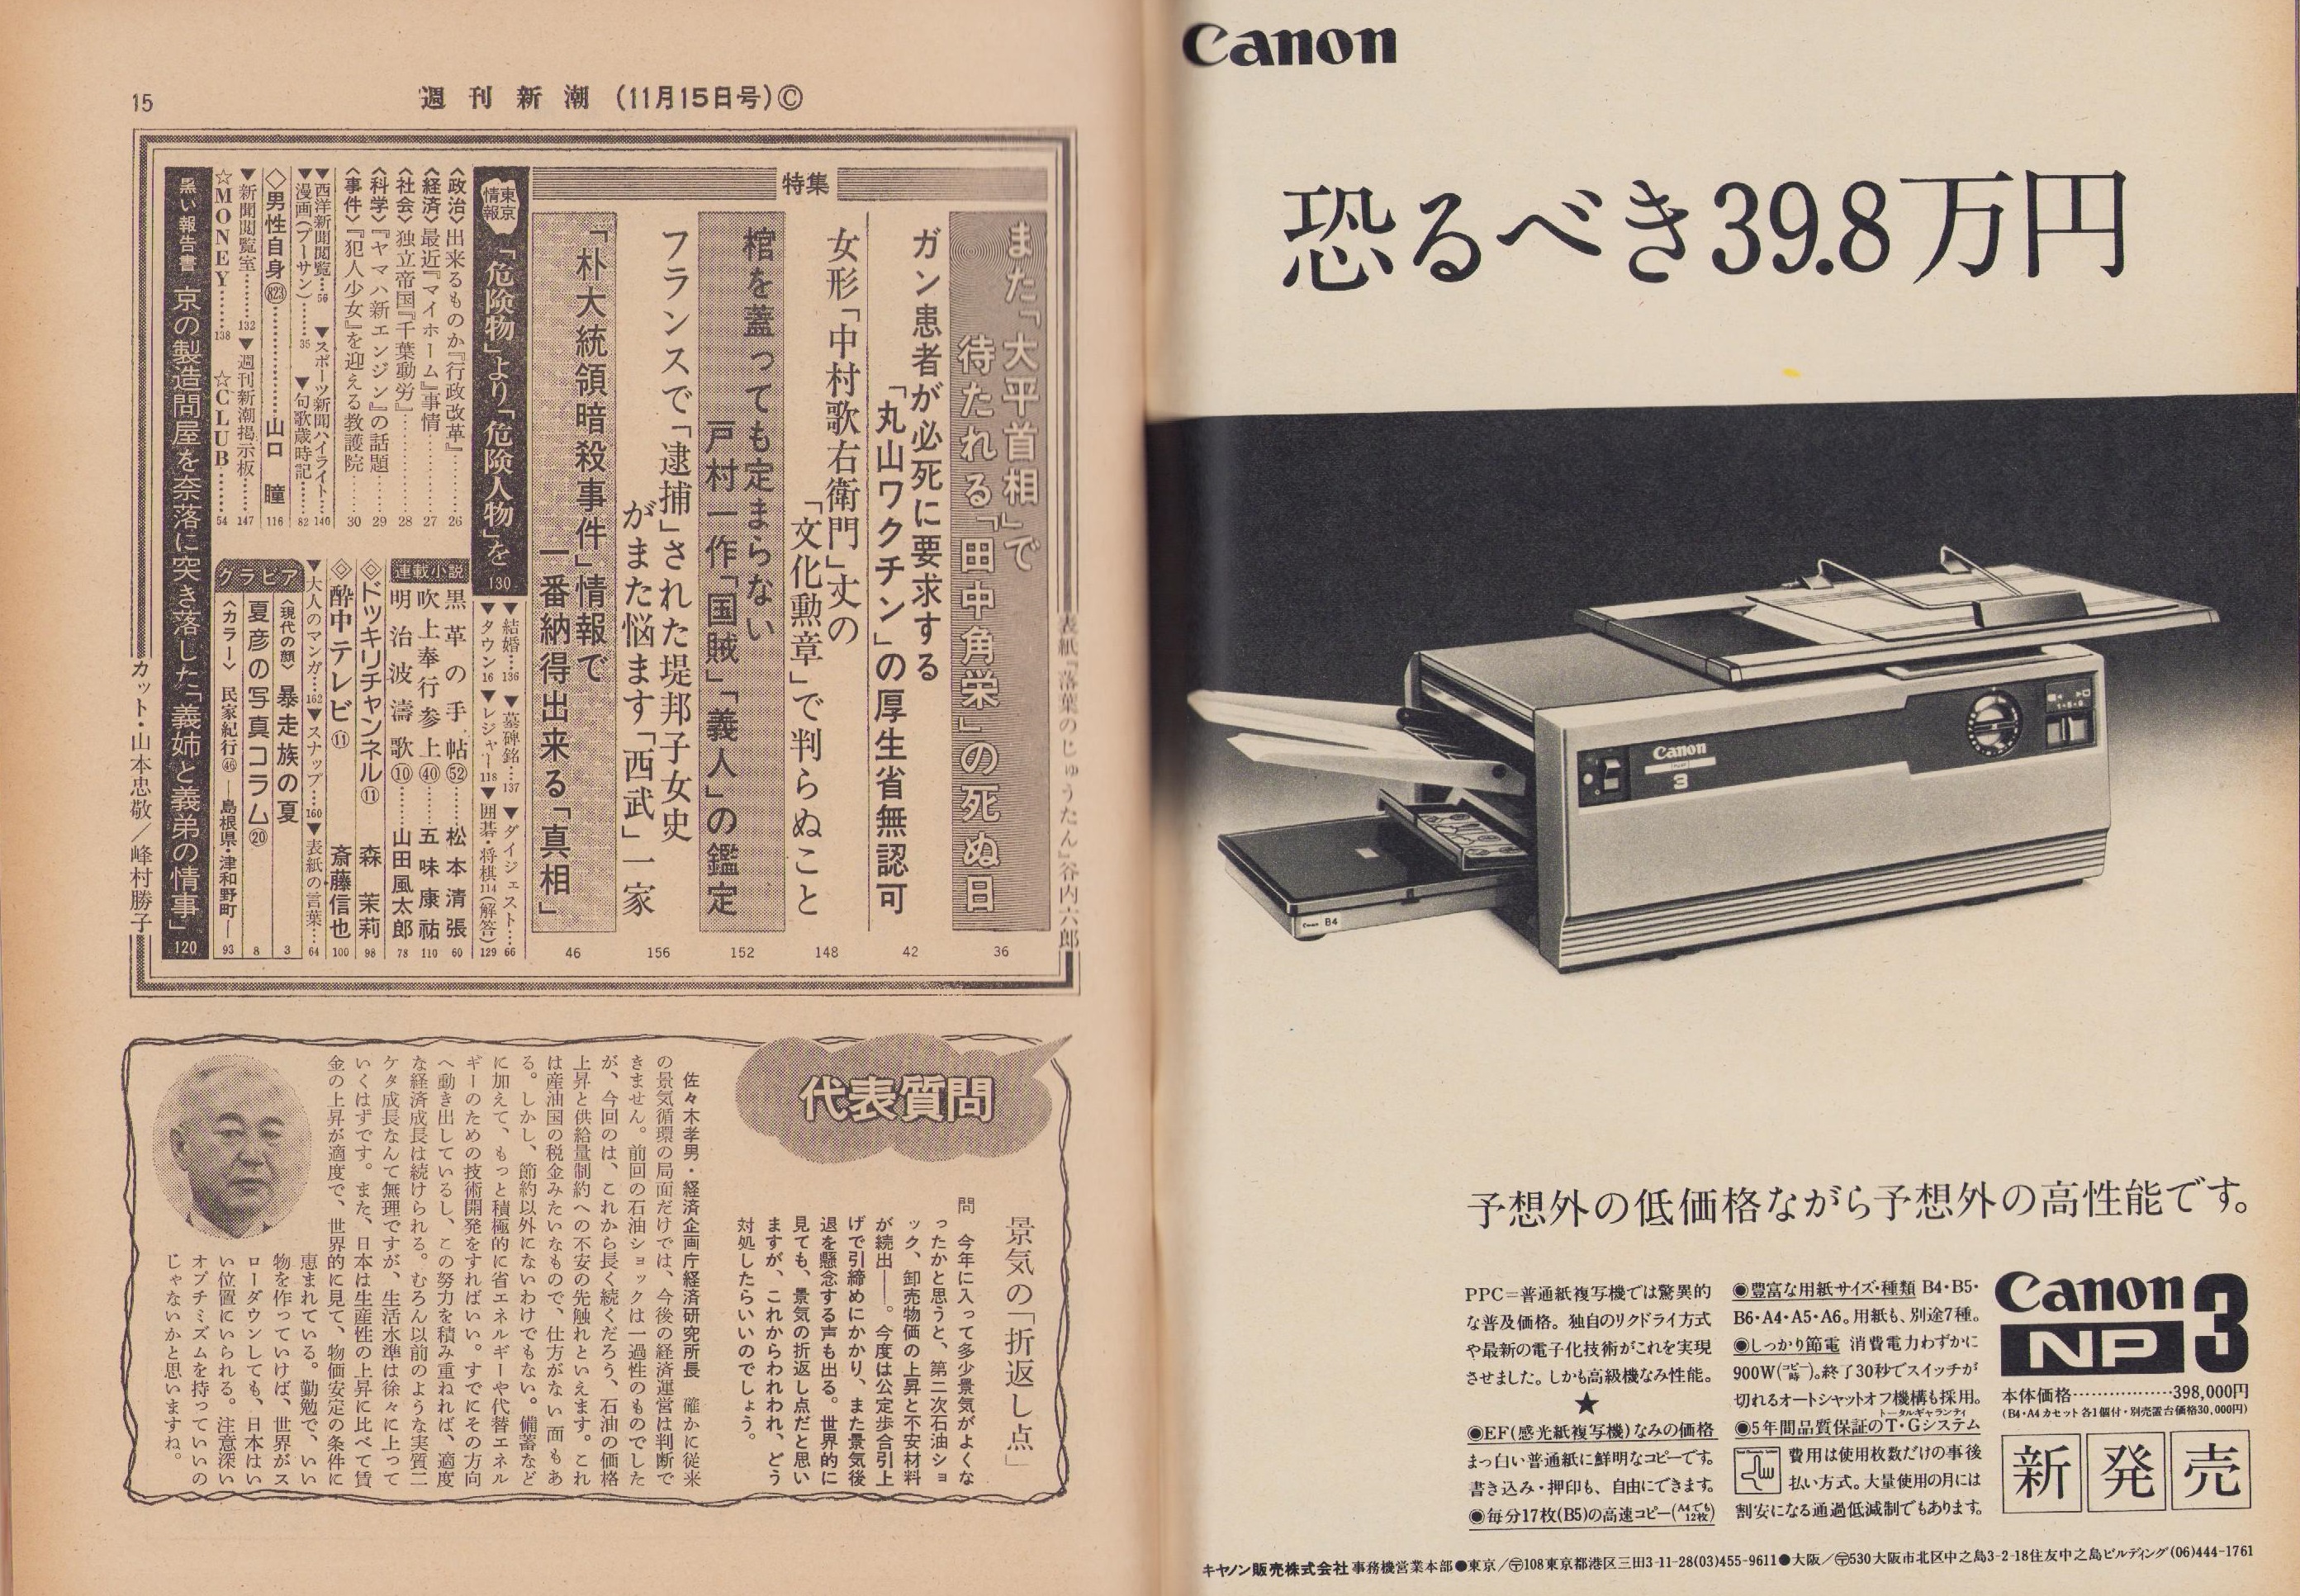 15
週刊新潮 (11月15日号)©
表紙『落葉のじゅうたん』谷内六郎
特集
また「大平首相」で
待たれる「田中角栄」の死ぬ日
36
ガン患者が必死に要求する
「丸山ワクチン」の厚生省無認可
42
女形「中村歌右衛門」丈の
「文化勲章」で判らぬこと
148
棺を蓋っても定まらない
戸村一作「国賊」「義人」の鑑定
152
フランスで「逮捕」された堤邦子女史
がまた悩ます「西武」一家
156
「朴大統領暗殺事件」情報で
一番納得出来る「真相」
46
東京情報
「危険物」より「危険人物」を 130
▼結婚…136 ▼墓碑銘…137 ▼ダイジェスト…66
▼タウン16 ▼レジャー118 ▼囲碁・将棋114(解答)129
〈政治〉出来るものか『行政改革』………26
〈経済〉最近『マイホーム』事情………27
〈社会〉独立帝国『千葉動労』………28
〈科学〉『ヤマハ新エンジン』の話題……29
〈事件〉『犯人少女』を迎える教護院……30
連載小説
黒革の手帖㊾……松本清張 60
吹上奉行参上㊵……五味康祐 110
明治波濤歌⑩……山田風太郎 78
◇ドッキリチャンネル⑪ 森茉莉 98
◇酔中テレビ⑪ 斎藤信也 100
▼西洋新聞閲覧…56 ▼スポーツ新聞ハイライト…140
▼漫画(プーサン)……35 ▼句歌歳時記……82
▼大人のマンガ…162 ▼スナップ…160 ▼表紙の言葉…64
◇男性自身(823)…………山口 瞳 116
▼新聞閲覧室……132 ▼週刊新潮掲示板……147
☆MONEY……138 ☆CLUB……54
グラビア
〈現代の顔〉暴走族の夏 3
夏彦の写真コラム⑳ 8
〈カラー〉民家紀行㊻―島根県・津和野町― 93
黒い報告書 京の製造問屋を奈落に突き落した「義姉と義弟の情事」 120
カット・山本忠敬/峰村勝子
代表質問
景気の「折返し点」
問 今年に入って多少景気がよくな
ったかと思うと、第二次石油ショ
ック、卸売物価の上昇と不安材料
が続出――。今度は公定歩合引上
げで引締めにかかり、また景気後
退を懸念する声も出る。世界的に
見ても、景気の折返し点だと思い
ますが、これからわれわれ、どう
対処したらいいのでしょう。
佐々木孝男・経済企画庁経済研究所長 確かに従来
の景気循環の局面だけでは、今後の経済運営は判断で
きません。前回の石油ショックは一過性のものでした
が、今回のは、これから長く続くだろう、石油の価格
上昇と供給量制約への不安の先触れといえます。これ
は産油国の税金みたいなもので、仕方がない面もあ
る。しかし、節約以外にないわけでもない。備蓄など
に加えて、もっと積極的に省エネルギーや代替エネル
ギーのための技術開発をすればいい。すでにその方向
へ動き出しているし、この努力を積み重ねれば、適度
な経済成長は続けられる。むろん以前のような実質二
ケタ成長なんて無理ですが、生活水準は徐々に上って
いくはずです。また、日本は生産性の上昇に比べて賃
金の上昇が適度で、世界的に見て、物価安定の条件に
恵まれている。勤勉で、いい
物を作っていけば、世界がス
ローダウンしても、日本はい
い位置にいられる。注意深い
オプチミズムを持っていいの
じゃないかと思いますね。
Canon
恐るべき39.8万円
Canon
3
Canon B4
予想外の低価格ながら予想外の高性能です。
PPC=普通紙複写機では驚異的
な普及価格。独自のリクドライ方式
や最新の電子化技術がこれを実現
させました。しかも高級機なみ性能。
★
◉EF(感光紙複写機)なみの価格
まっ白い普通紙に鮮明なコピーです。
書き込み・押印も、自由にできます。
◉毎分17枚(B5)の高速コピー(A4でも12枚)
◉豊富な用紙サイズ・種類 B4・B5・
B6・A4・A5・A6。用紙も、別途7種。
◉しっかり節電 消費電力わずかに
900W(コピー時)。終了30秒でスイッチが
切れるオートシャットオフ機構も採用。
トータルギャランティ
◉5年間品質保証のT・Gシステム
費用は使用枚数だけの事後
払い方式。大量使用の月には
割安になる通過低減制でもあります。
Canon
NP 3
本体価格………………398,000円
(B4・A4カセット各1個付・別売置台価格30,000円)
新発売
キヤノン販売株式会社 事務機営業本部●東京/〒108東京都港区三田3-11-28(03)455-9611●大阪/〒530大阪市北区中之島3-2-18住友中之島ビルディング(06)444-1761